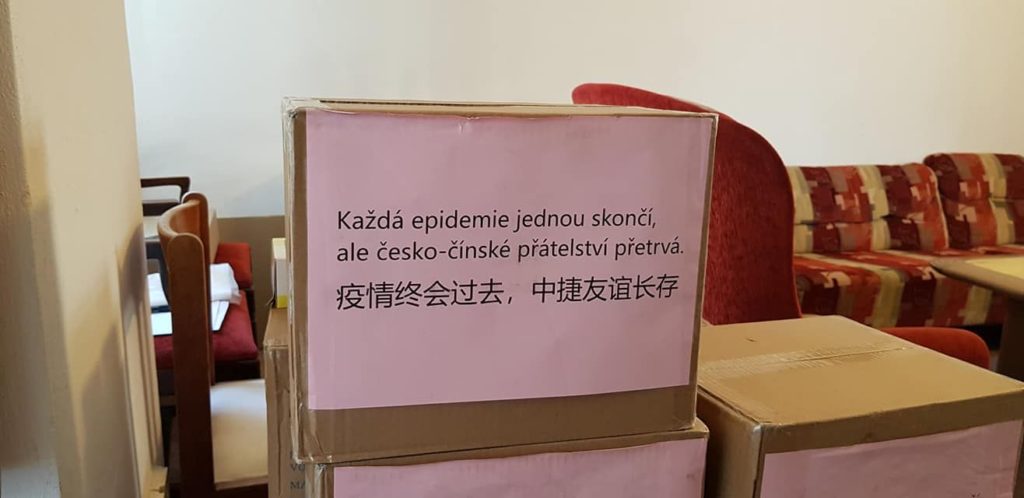 Každá epidemie jednou skončí,
ale česko-čínské přátelství přetrvá.
疫情终会过去，中捷友谊长存